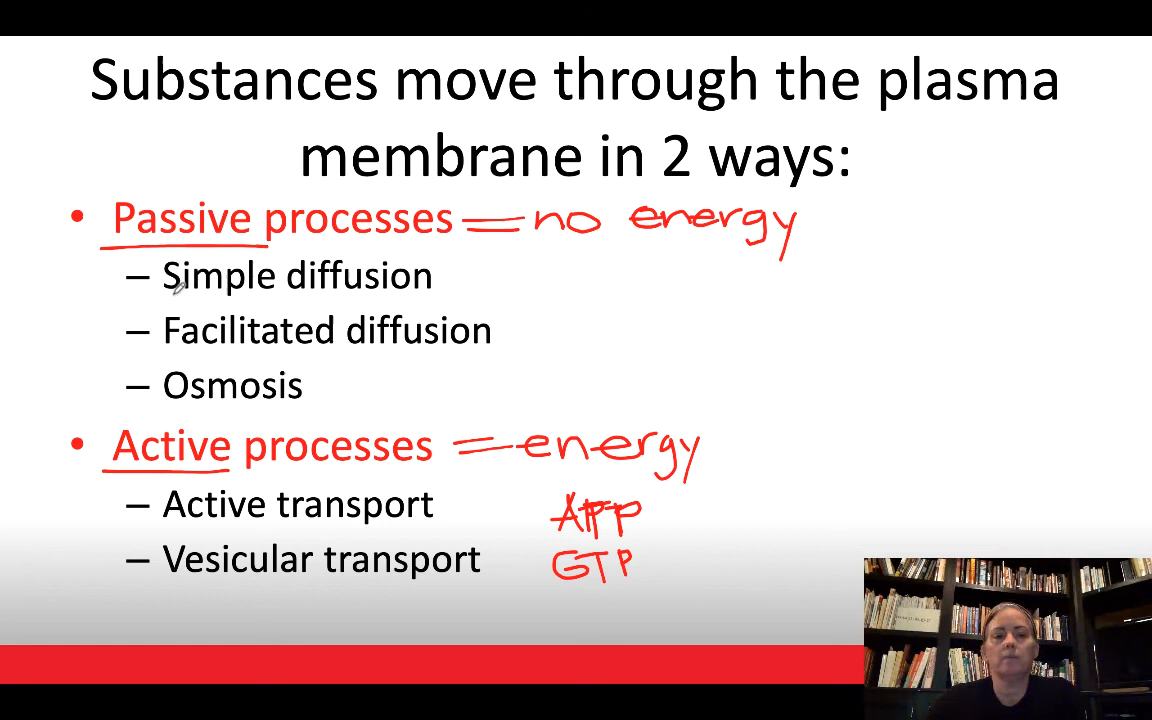 Substances move through the plasma
membrane in 2 ways:
• Passive processes = no energy
– Simple diffusion
– Facilitated diffusion
– Osmosis
• Active processes = energy
– Active transport
– Vesicular transport
GTP